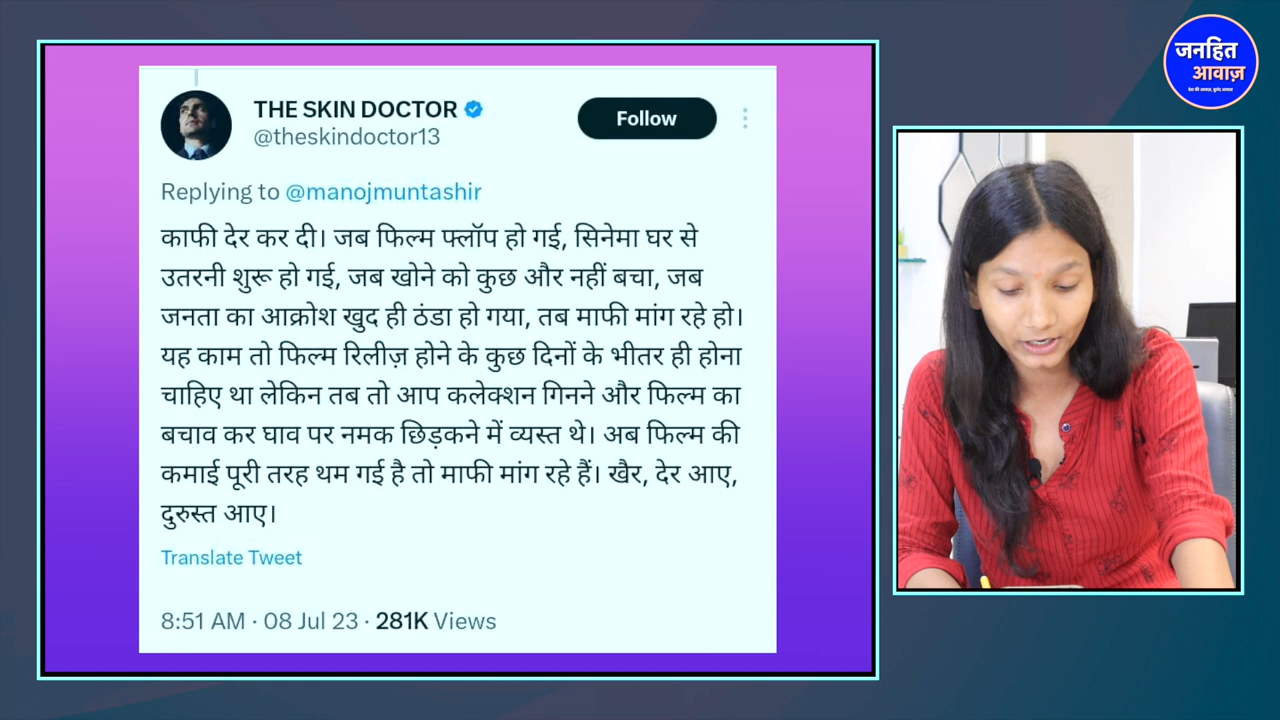 THE SKIN DOCTOR
@theskindoctor13
Follow
Replying to @manojmuntashir
काफी देर कर दी। जब फिल्म फ्लॉप हो गई, सिनेमा घर से
उतरनी शुरू हो गई, जब खोने को कुछ और नहीं बचा, जब
जनता का आक्रोश खुद ही ठंडा हो गया, तब माफी मांग रहे हो।
यह काम तो फिल्म रिलीज़ होने के कुछ दिनों के भीतर ही होना
चाहिए था लेकिन तब तो आप कलेक्शन गिनने और फिल्म का
बचाव कर घाव पर नमक छिड़कने में व्यस्त थे। अब फिल्म की
कमाई पूरी तरह थम गई है तो माफी मांग रहे हैं। खैर, देर आए,
दुरुस्त आए।
Translate Tweet
8:51 AM · 08 Jul 23 · 281K Views
जनहित
आवाज़